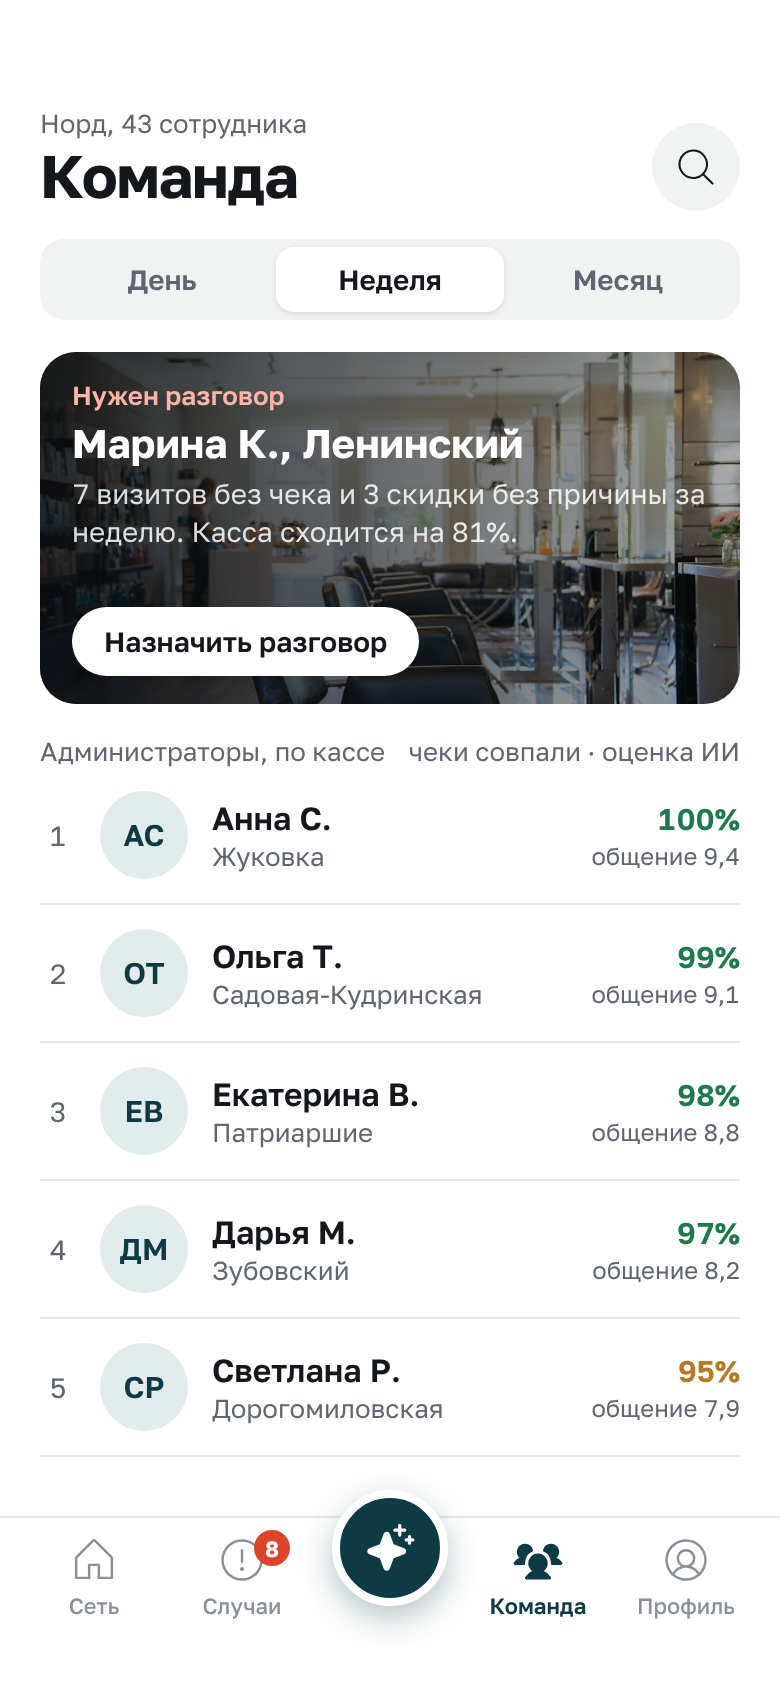 Норд, 43 сотрудника
Команда
День
Неделя
Месяц
Нужен разговор
Марина К., Ленинский
7 визитов без чека и 3 скидки без причины за
неделю. Касса сходится на 81%.
Назначить разговор
Администраторы, по кассе
чеки совпали · оценка ИИ
1
АС
Анна С.
Жуковка
100%
общение 9,4
2
ОТ
Ольга Т.
Садовая-Кудринская
99%
общение 9,1
3
ЕВ
Екатерина В.
Патриаршие
98%
общение 8,8
4
ДМ
Дарья М.
Зубовский
97%
общение 8,2
5
СР
Светлана Р.
Дорогомиловская
95%
общение 7,9
8
Сеть
Случаи
Команда
Профиль